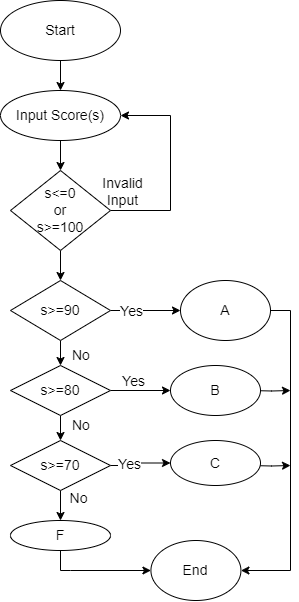 Start
Input Score(s)
s<=0
or
s>=100
Invalid
Input
s>=90
Yes
A
No
s>=80
Yes
B
No
s>=70
Yes
C
No
F
End